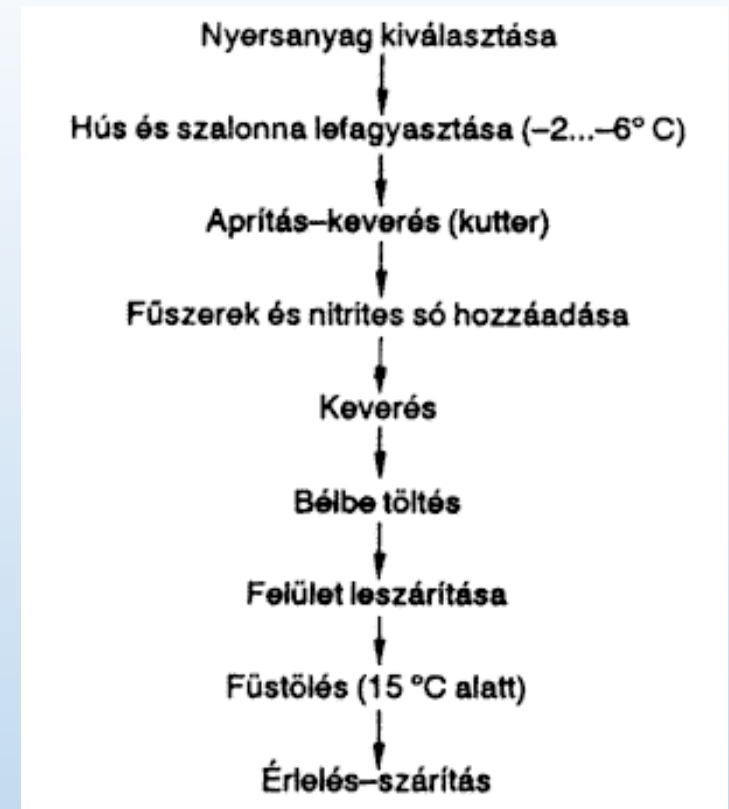 Nyersanyag kiválasztása
Hús és szalonna lefagyasztása (–2...–6° C)
Aprítás–keverés (kutter)
Fűszerek és nitrites só hozzáadása
Keverés
Bélbe töltés
Felület leszárítása
Füstölés (15 °C alatt)
Érlelés–szárítás